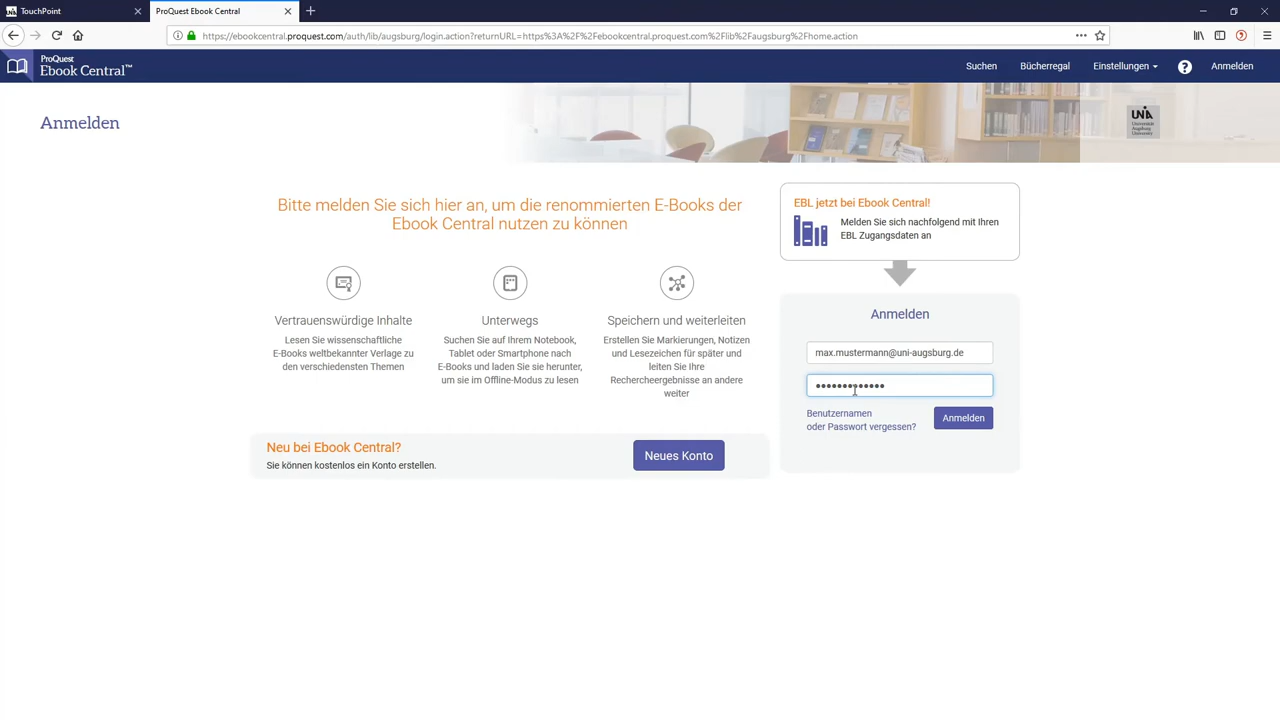 TouchPoint
ProQuest Ebook Central
https://ebookcentral.proquest.com/auth/lib/augsburg/login.action?returnURL=https%3A%2F%2Febookcentral.proquest.com%2Flib%2Faugsburg%2Fhome.action
ProQuest
Ebook Central™
Suchen
Bücherregal
Einstellungen
Anmelden
Anmelden
UNIA
Universität
Augsburg
University
Bitte melden Sie sich hier an, um die renommierten E-Books der
Ebook Central nutzen zu können
Vertrauenswürdige Inhalte
Lesen Sie wissenschaftliche
E-Books weltbekannter Verlage zu
den verschiedensten Themen
Unterwegs
Suchen Sie auf Ihrem Notebook,
Tablet oder Smartphone nach
E-Books und laden Sie sie herunter,
um sie im Offline-Modus zu lesen
Speichern und weiterleiten
Erstellen Sie Markierungen, Notizen
und Lesezeichen für später und
leiten Sie Ihre
Rechercheergebnisse an andere
weiter
Neu bei Ebook Central?
Sie können kostenlos ein Konto erstellen.
Neues Konto
EBL jetzt bei Ebook Central!
Melden Sie sich nachfolgend mit Ihren
EBL Zugangsdaten an
Anmelden
max.mustermann@uni-augsburg.de
•••••••••••••
Benutzernamen
oder Passwort vergessen?
Anmelden